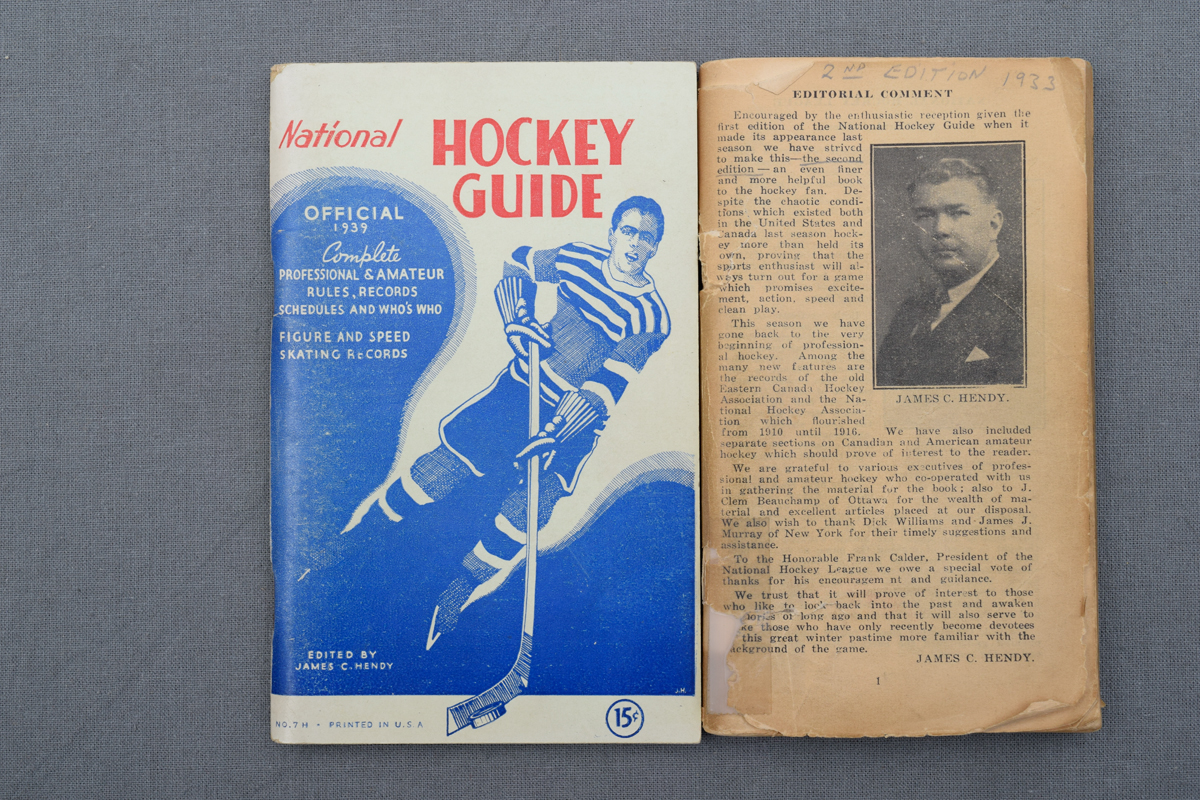 National HOCKEY
GUIDE
OFFICIAL
1939
Complete
PROFESSIONAL & AMATEUR
RULES, RECORDS
SCHEDULES AND WHO'S WHO
FIGURE AND SPEED
SKATING RECORDS
EDITED BY
JAMES C. HENDY
J.H.
NO. 7 H • PRINTED IN U.S.A
15¢
2ND EDITION 1933
EDITORIAL COMMENT
Encouraged by the enthusiastic reception given the
first edition of the National Hockey Guide when it
made its appearance last
season we have strived
to make this—the second
edition—an even finer
and more helpful book
to the hockey fan. De-
spite the chaotic condi-
tions which existed both
in the United States and
Canada last season hock-
ey more than held its
own, proving that the
sports enthusiast will al-
ways turn out for a game
which promises excite-
ment, action, speed and
clean play.
This season we have
gone back to the very
beginning of profession-
al hockey. Among the
many new features are
the records of the old
Eastern Canada Hockey
Association and the Na-
tional Hockey Associa-
tion which flourished
from 1910 until 1916. We have also included
separate sections on Canadian and American amateur
hockey which should prove of interest to the reader.
JAMES C. HENDY.
We are grateful to various executives of profes-
sional and amateur hockey who co-operated with us
in gathering the material for the book; also to J.
Clem Beauchamp of Ottawa for the wealth of ma-
terial and excellent articles placed at our disposal.
We also wish to thank Dick Williams and James J.
Murray of New York for their timely suggestions and
assistance.
To the Honorable Frank Calder, President of the
National Hockey League we owe a special vote of
thanks for his encouragem nt and guidance.
We trust that it will prove of interest to those
who like to look back into the past and awaken
ories of long ago and that it will also serve to
ke those who have only recently become devotees
this great winter pastime more familiar with the
ackground of the game.
JAMES C. HENDY.
1